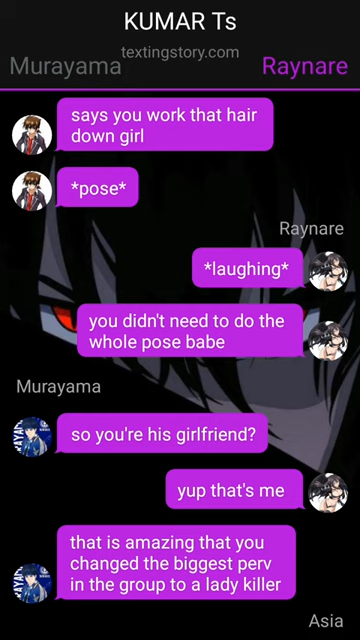 KUMAR Ts
textingstory.com
Murayama
Raynare
says you work that hair
down girl
*pose*
Raynare
*laughing*
you didn't need to do the
whole pose babe
Murayama
so you're his girlfriend?
yup that's me
that is amazing that you
changed the biggest perv
in the group to a lady killer
Asia